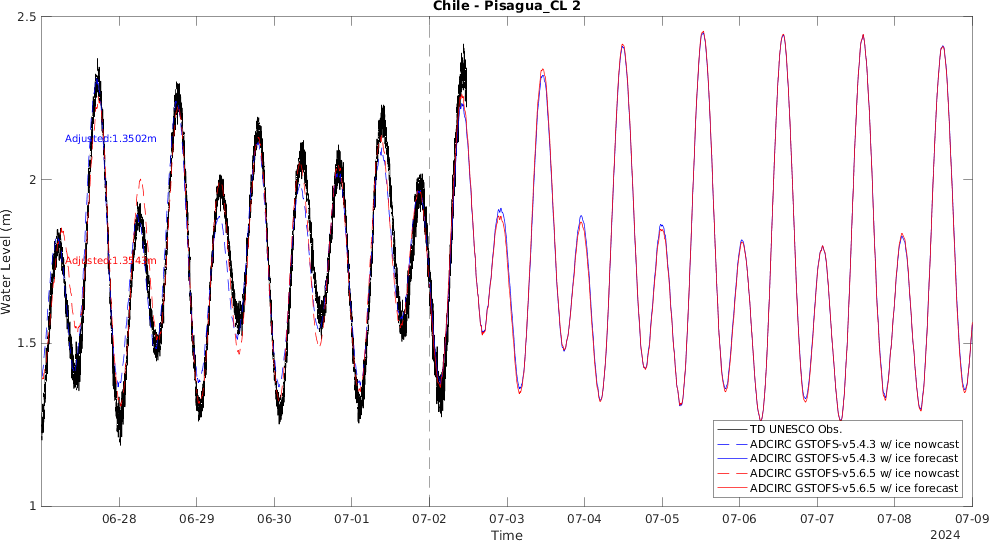 Chile - Pisagua_CL 2
2.5
2
1.5
1
Water Level (m)
Adjusted:1.3502m
Adjusted:1.3543m
TD UNESCO Obs.
ADCIRC GSTOFS-v5.4.3 w/ ice nowcast
ADCIRC GSTOFS-v5.4.3 w/ ice forecast
ADCIRC GSTOFS-v5.6.5 w/ ice nowcast
ADCIRC GSTOFS-v5.6.5 w/ ice forecast
06-28 06-29 06-30 07-01 07-02 07-03 07-04 07-05 07-06 07-07 07-08 07-09
Time
2024